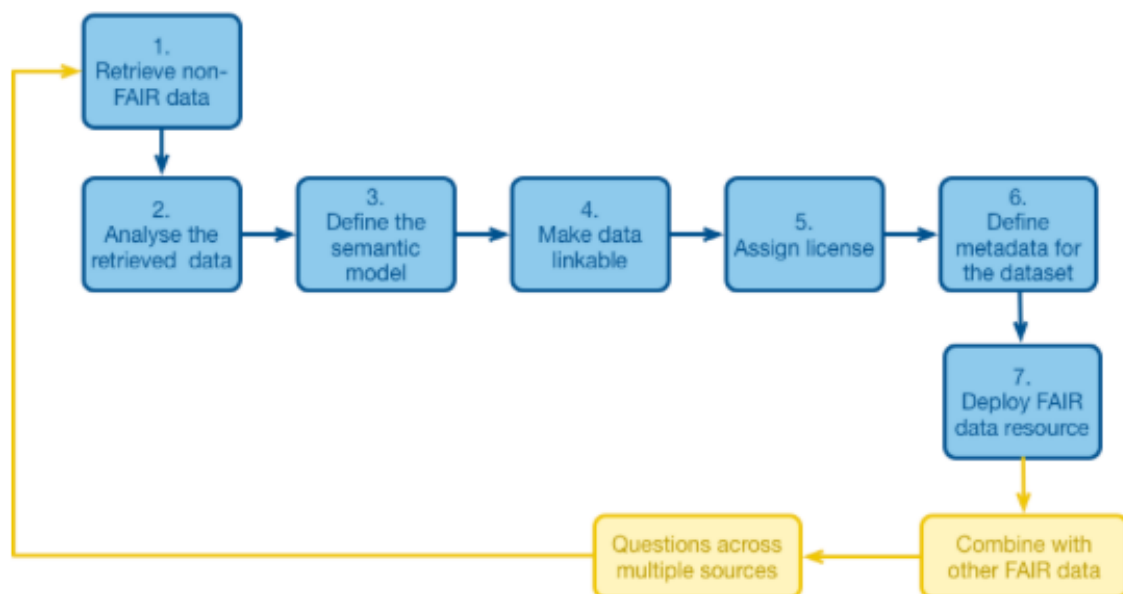 1.
Retrieve non-
FAIR data
2.
Analyse the
retrieved data
3.
Define the
semantic
model
4.
Make data
linkable
5.
Assign license
6.
Define
metadata for
the dataset
7.
Deploy FAIR
data resource
Combine with
other FAIR data
Questions across
multiple sources